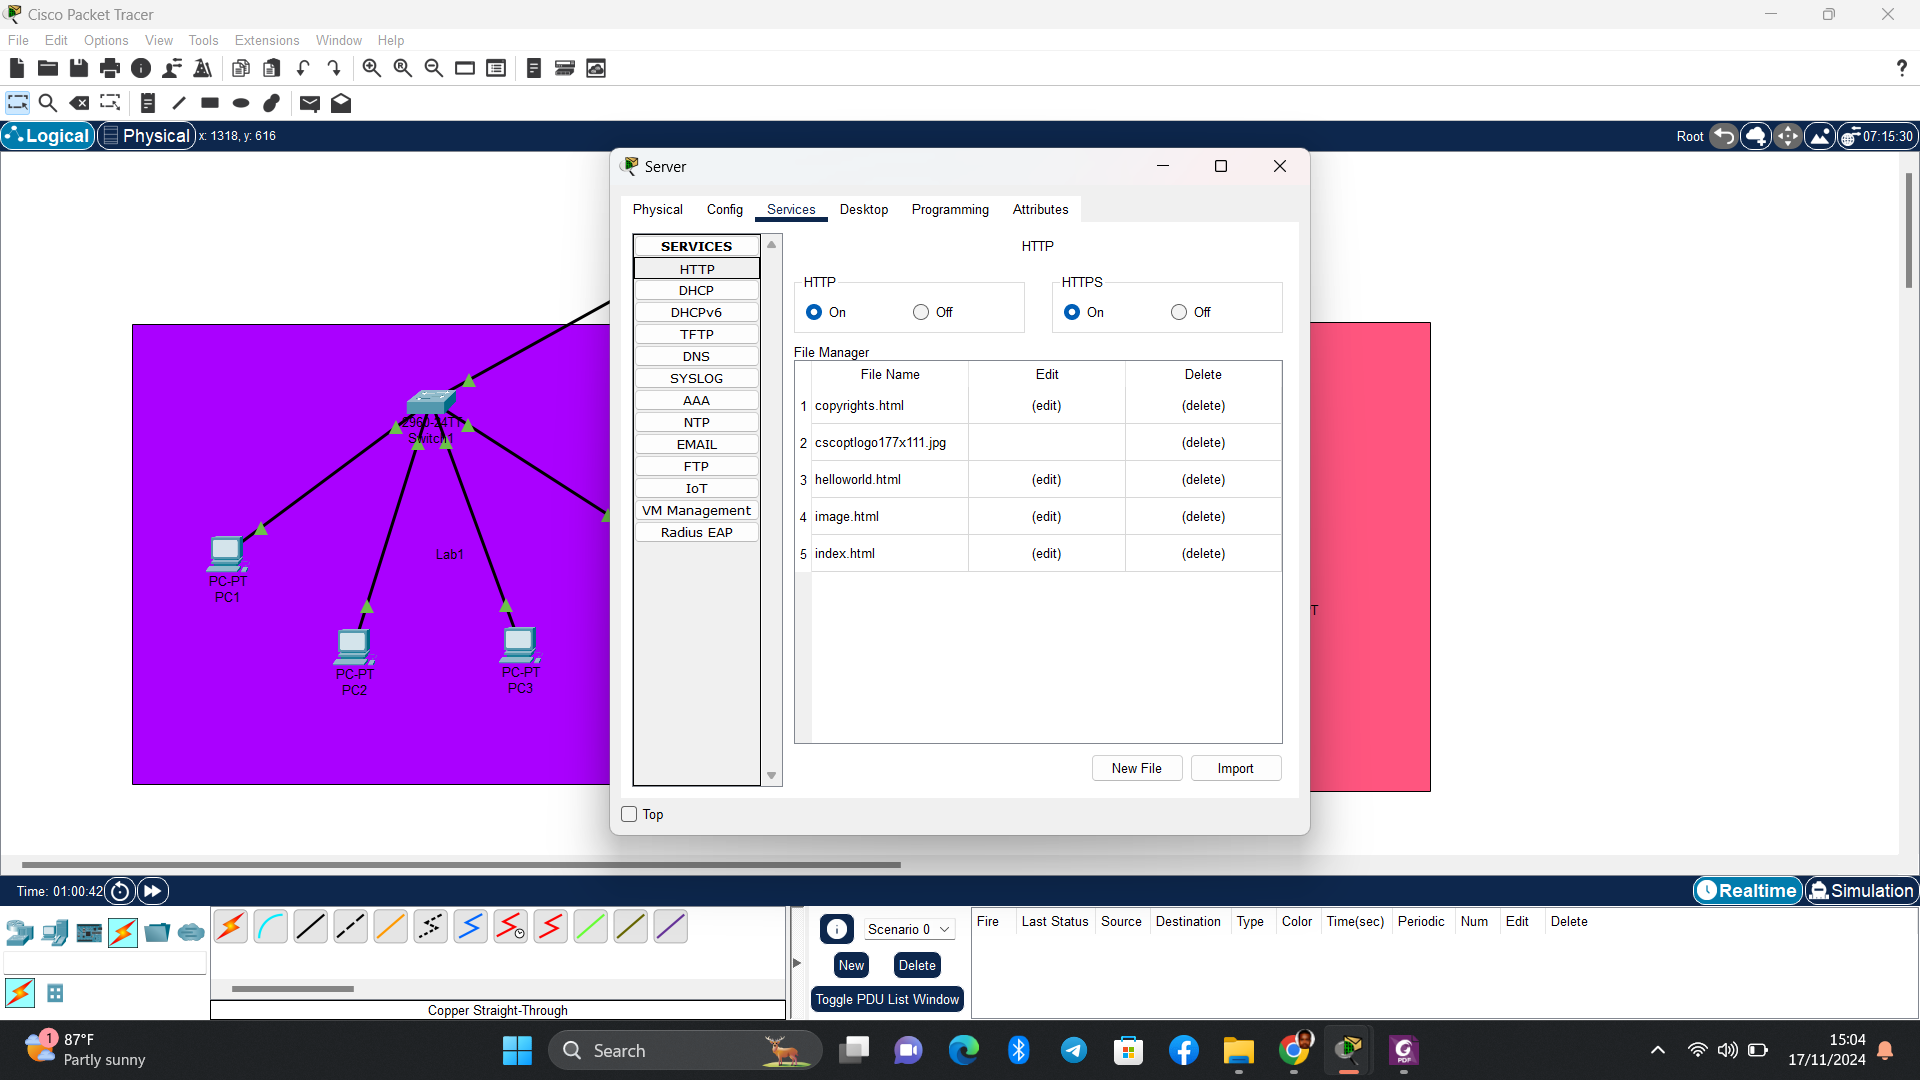 Cisco Packet Tracer
File Edit Options View Tools Extensions Window Help
?
Logical Physical x: 1318, y: 616 Root 07:15:30
Server
Physical Config Services Desktop Programming Attributes
SERVICES
HTTP
DHCP
DHCPv6
TFTP
DNS
SYSLOG
AAA
NTP
EMAIL
FTP
IoT
VM Management
Radius EAP
HTTP
HTTP
On Off
HTTPS
On Off
File Manager
File Name Edit Delete
1 copyrights.html (edit) (delete)
2 cscoptlogo177x111.jpg (delete)
3 helloworld.html (edit) (delete)
4 image.html (edit) (delete)
5 index.html (edit) (delete)
New File Import
Top
2960-24TT
Switch1
Lab1
PC-PT
PC1
PC-PT
PC2
PC-PT
PC3
T
Time: 01:00:42 Realtime Simulation
Copper Straight-Through
Scenario 0
New Delete
Toggle PDU List Window
Fire Last Status Source Destination Type Color Time(sec) Periodic Num Edit Delete
1
87°F
Partly sunny
Search
PDF
15:04
17/11/2024